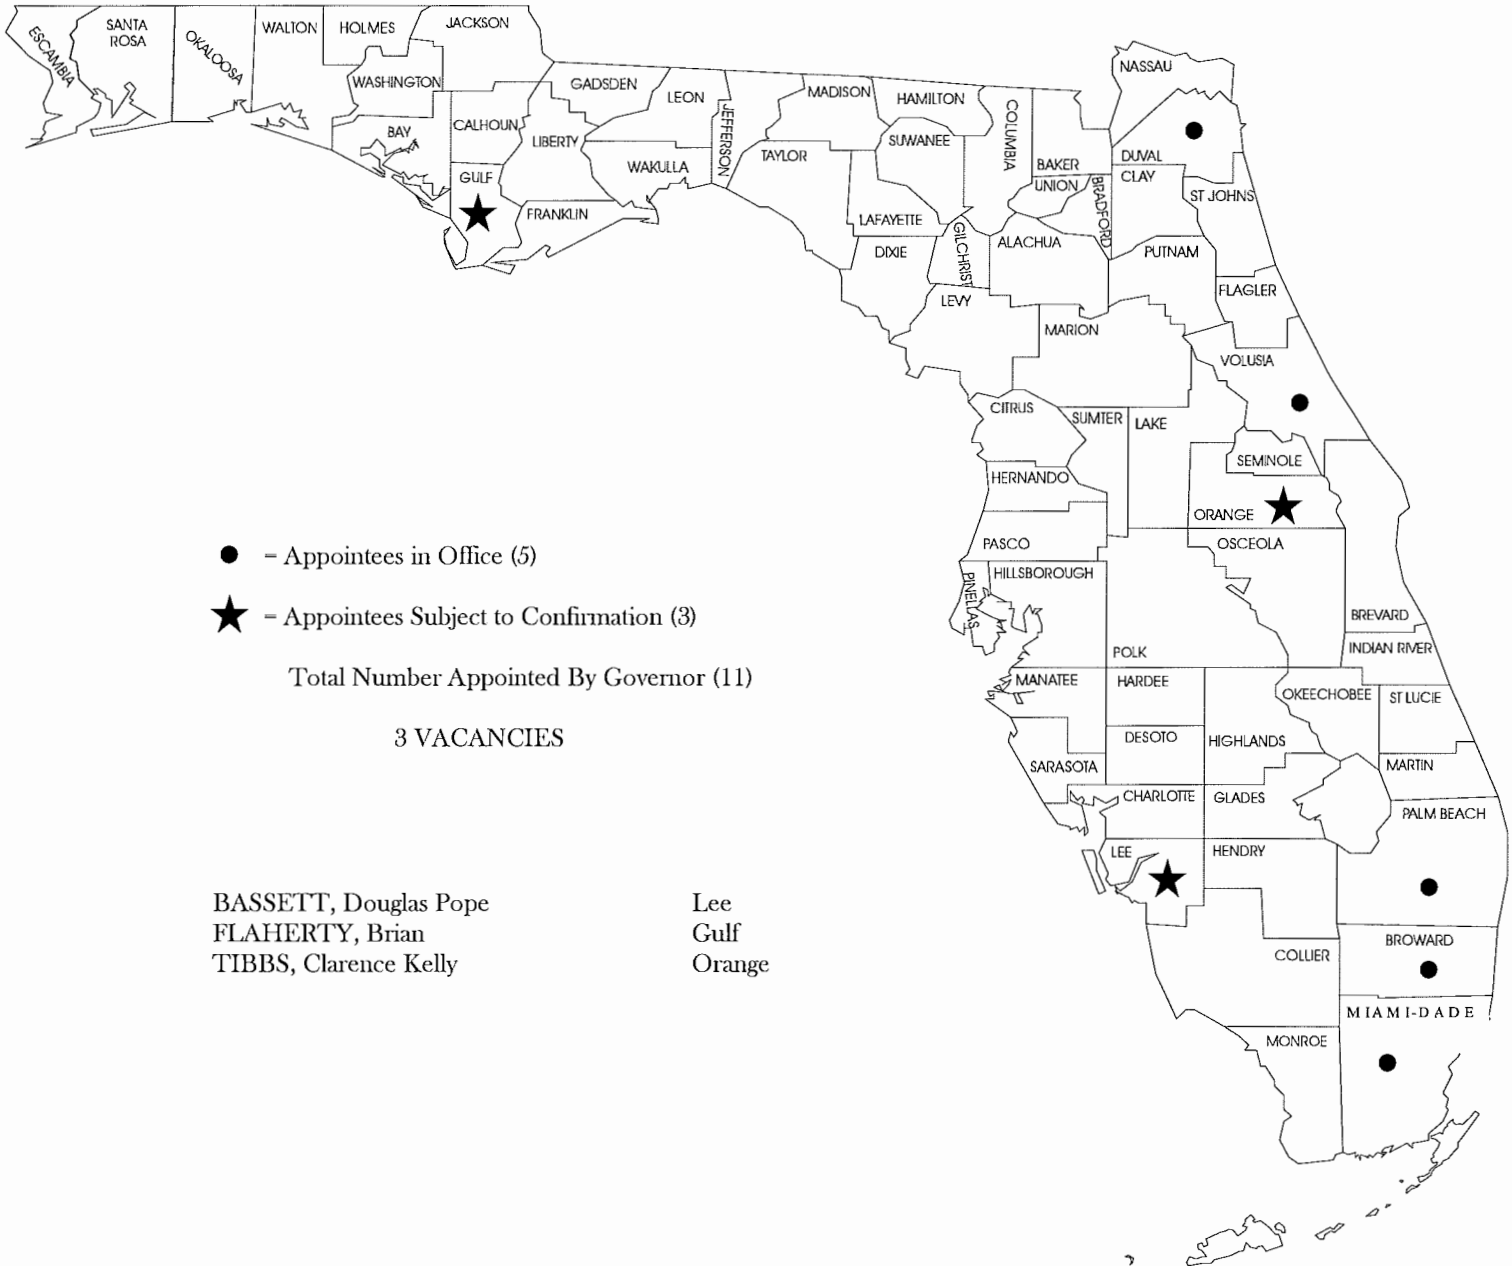 SANTA
ROSA
ESCAMBIA
OKALOOSA
WALTON
HOLMES
JACKSON
WASHINGTON
BAY
CALHOUN
GULF
GADSDEN
LIBERTY
FRANKLIN
LEON
WAKULLA
JEFFERSON
MADISON
TAYLOR
HAMILTON
SUWANEE
LAFAYETTE
DIXIE
COLUMBIA
GILCHRIST
BAKER
UNION
BRADFORD
ALACHUA
LEVY
NASSAU
DUVAL
CLAY
ST JOHNS
PUTNAM
FLAGLER
MARION
VOLUSIA
CITRUS
SUMTER
LAKE
SEMINOLE
HERNANDO
ORANGE
PASCO
OSCEOLA
PINELLAS
HILLSBOROUGH
BREVARD
POLK
INDIAN RIVER
MANATEE
HARDEE
OKEECHOBEE
ST LUCIE
DESOTO
HIGHLANDS
SARASOTA
MARTIN
CHARLOTTE
GLADES
PALM BEACH
LEE
HENDRY
BROWARD
COLLIER
MIAMI-DADE
MONROE
= Appointees in Office (5)
= Appointees Subject to Confirmation (3)
Total Number Appointed By Governor (11)
3 VACANCIES
BASSETT, Douglas Pope Lee
FLAHERTY, Brian Gulf
TIBBS, Clarence Kelly Orange